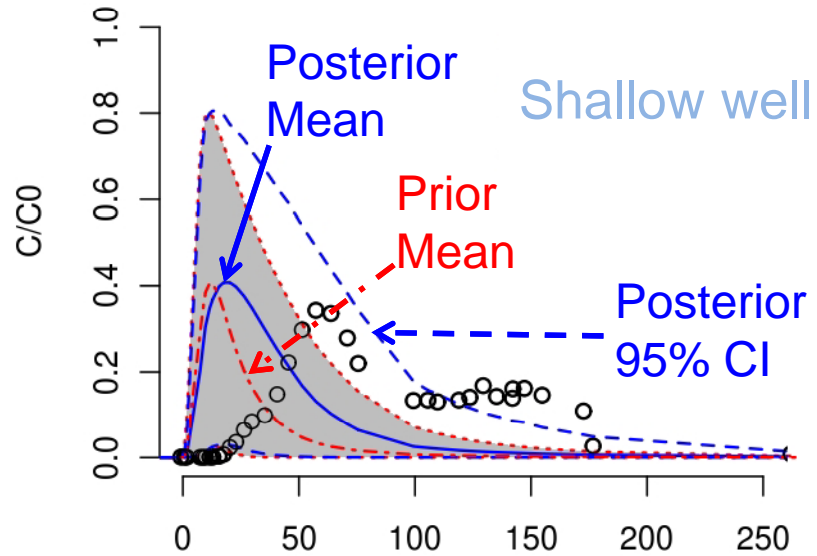 1.0
Posterior
Mean
Shallow well
0.8
Prior
Mean
0.6
C/C0
0.4
Posterior
95% CI
0.2
0.0
0 50 100 150 200 250